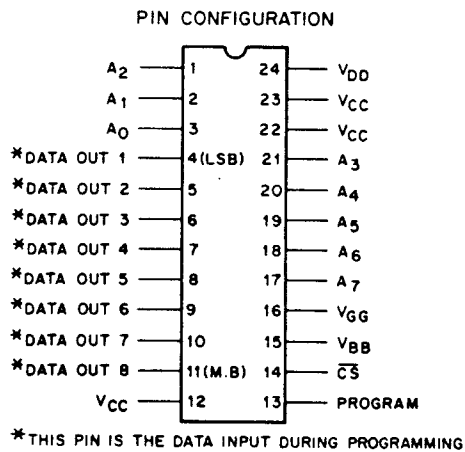 PIN CONFIGURATION
A2 1 24 VDD
A1 2 23 VCC
A0 3 22 VCC
*DATA OUT 1 4(LSB) 21 A3
*DATA OUT 2 5 20 A4
*DATA OUT 3 6 19 A5
*DATA OUT 4 7 18 A6
*DATA OUT 5 8 17 A7
*DATA OUT 6 9 16 VGG
*DATA OUT 7 10 15 VBB
*DATA OUT 8 11(M.B) 14 C̅S̅
VCC 12 13 PROGRAM
*THIS PIN IS THE DATA INPUT DURING PROGRAMMING